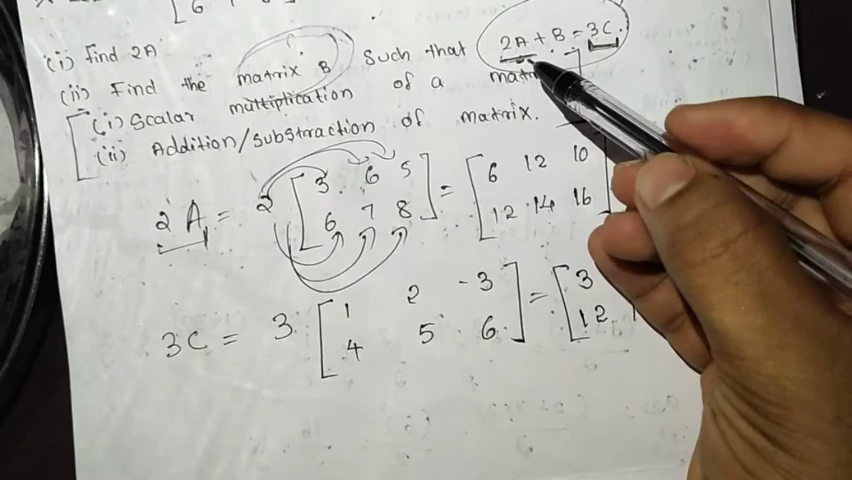 (i) Find 2A
2A + B = 3C.
(ii) Find the matrix B such that
(i) Scalar multiplication of a
(ii) Addition/substraction of matrix.
2A = 2 [3 6 5] = [6 12 10]
[6 7 8] [12 14 16]
3C = 3 [1 2 -3] = [3
[4 5 6] [12